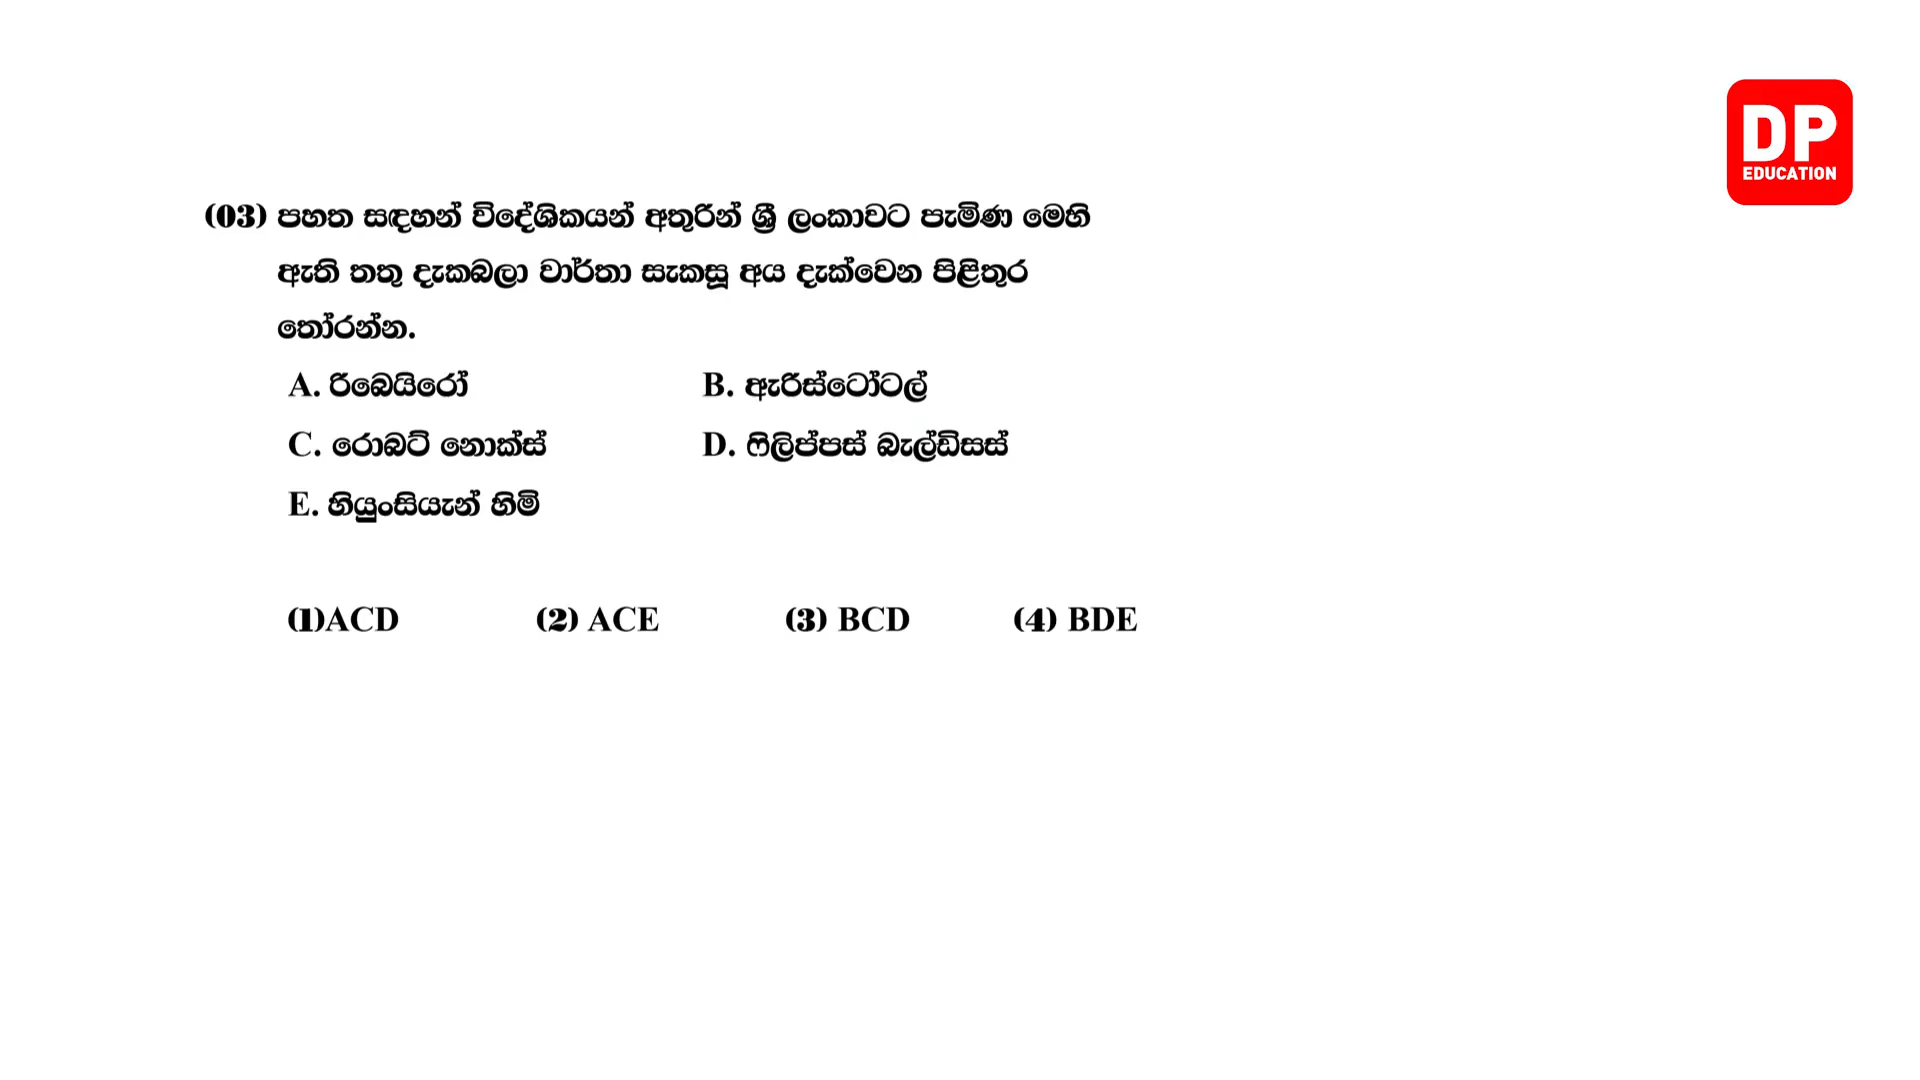 DP
EDUCATION
(03) පහත සඳහන් විදේශිකයන් අතුරින් ශ්‍රී ලංකාවට පැමිණ මෙහි
ඇති තතු දැකබලා වාර්තා සැකසූ අය දැක්වෙන පිළිතුර
තෝරන්න.
A. රිබෙයිරෝ B. ඇරිස්ටෝටල්
C. රොබට් නොක්ස් D. ෆිලිප්පස් බැල්ඩිසස්
E. හියුංසියැන් හිමි
(1)ACD (2) ACE (3) BCD (4) BDE